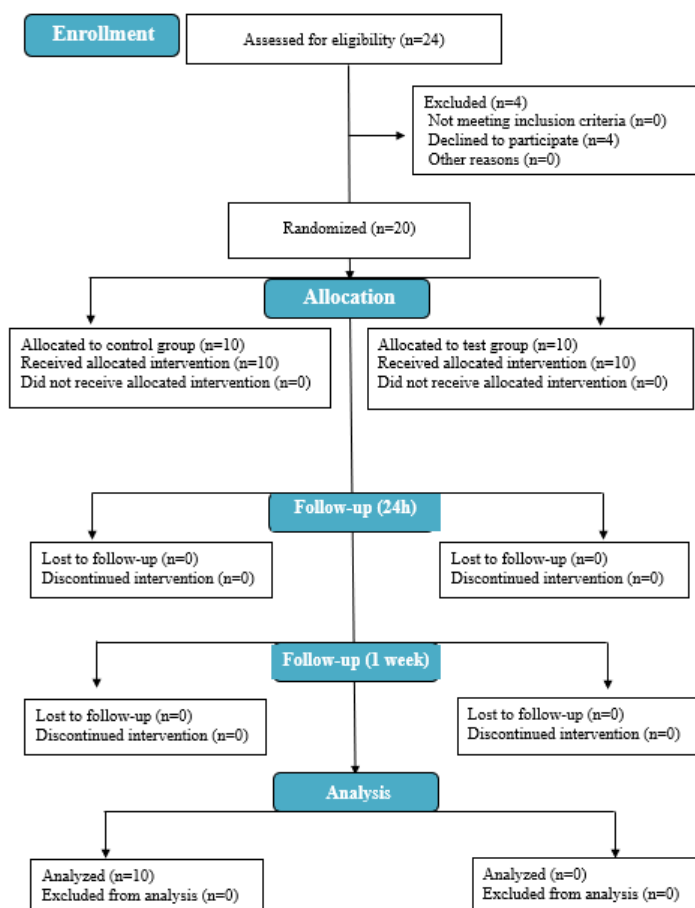 Enrollment
Assessed for eligibility (n=24)
Excluded (n=4)
Not meeting inclusion criteria (n=0)
Declined to participate (n=4)
Other reasons (n=0)
Randomized (n=20)
Allocation
Allocated to control group (n=10)
Received allocated intervention (n=10)
Did not receive allocated intervention (n=0)
Allocated to test group (n=10)
Received allocated intervention (n=10)
Did not receive allocated intervention (n=0)
Follow-up (24h)
Lost to follow-up (n=0)
Discontinued intervention (n=0)
Lost to follow-up (n=0)
Discontinued intervention (n=0)
Follow-up (1 week)
Lost to follow-up (n=0)
Discontinued intervention (n=0)
Lost to follow-up (n=0)
Discontinued intervention (n=0)
Analysis
Analyzed (n=10)
Excluded from analysis (n=0)
Analyzed (n=0)
Excluded from analysis (n=0)